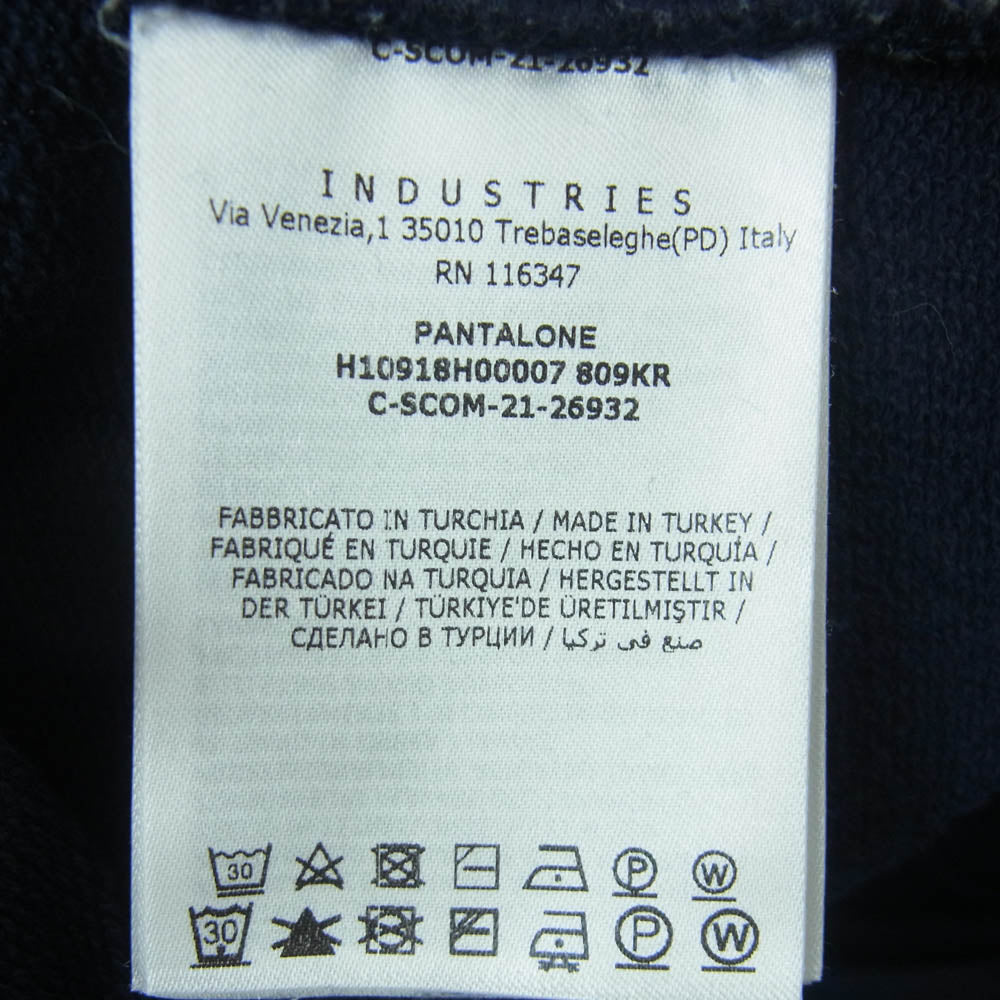 C-SCOM-21-26932
INDUSTRIES
Via Venezia,1 35010 Trebaseleghe(PD) Italy
RN 116347
PANTALONE
H10918H00007 809KR
C-SCOM-21-26932
FABBRICATO IN TURCHIA / MADE IN TURKEY /
FABRIQUÉ EN TURQUIE / HECHO EN TURQUÍA /
FABRICADO NA TURQUIA / HERGESTELLT IN
DER TÜRKEI / TÜRKIYE'DE ÜRETILMIŞTIR /
СДЕЛАНО В ТУРЦИИ / صنع في تركيا
30 P W
30 P W